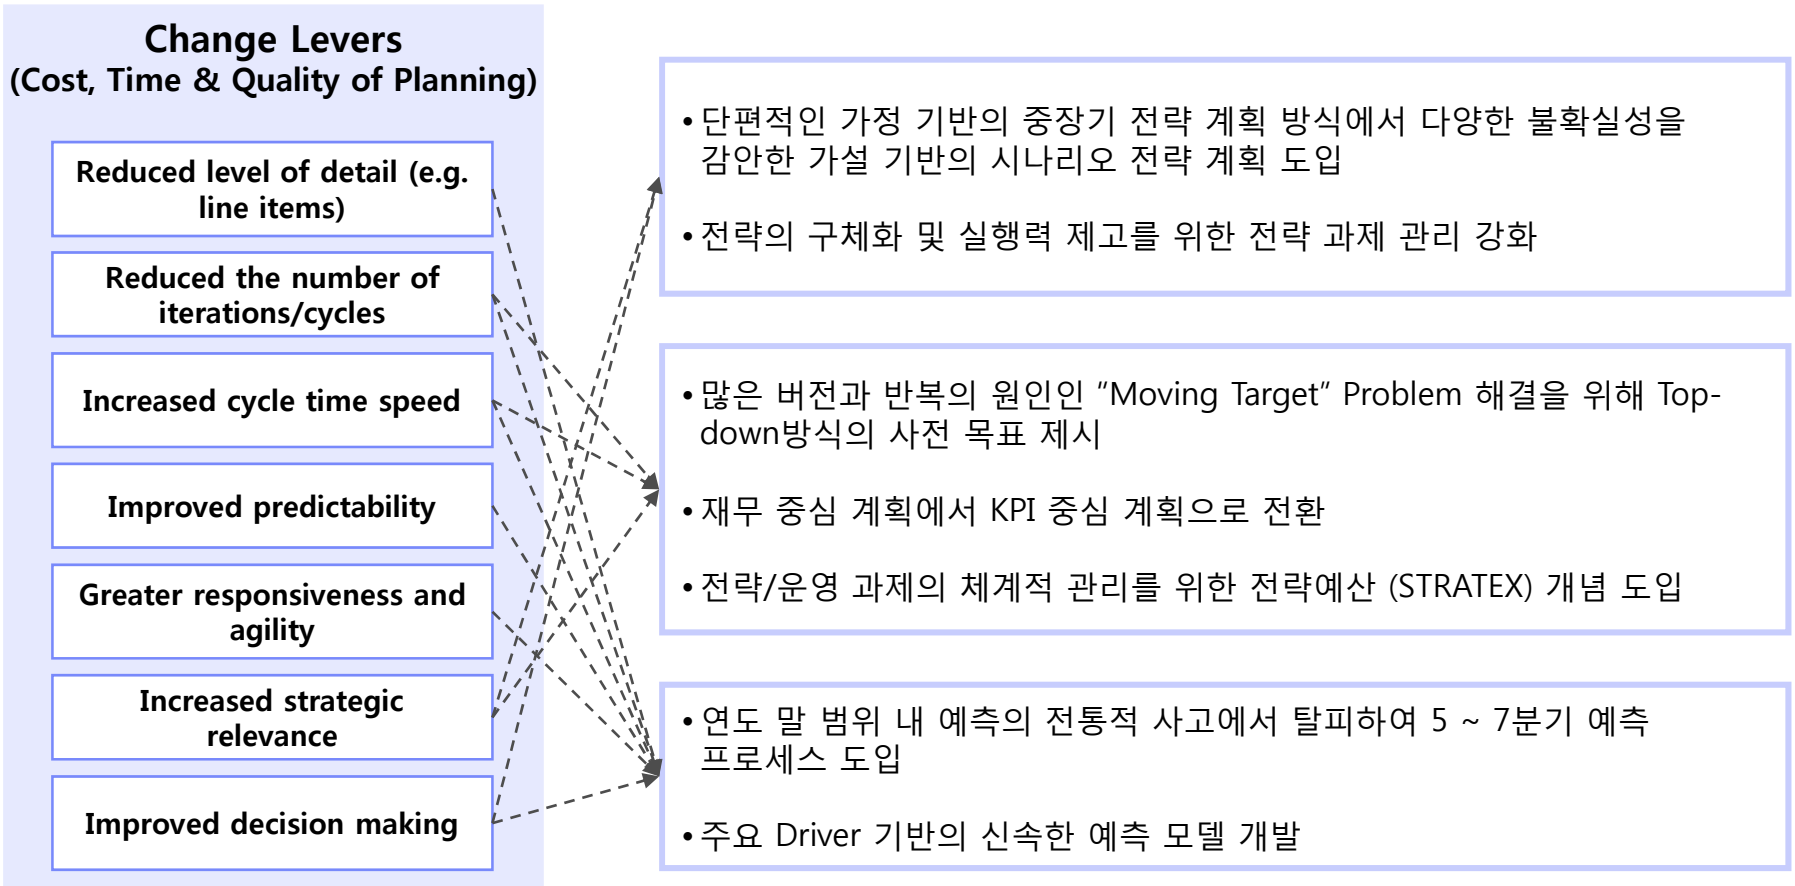 Change Levers
(Cost, Time & Quality of Planning)
Reduced level of detail (e.g.
line items)
Reduced the number of
iterations/cycles
Increased cycle time speed
Improved predictability
Greater responsiveness and
agility
Increased strategic
relevance
Improved decision making
• 단편적인 가정 기반의 중장기 전략 계획 방식에서 다양한 불확실성을
감안한 가설 기반의 시나리오 전략 계획 도입
• 전략의 구체화 및 실행력 제고를 위한 전략 과제 관리 강화
• 많은 버전과 반복의 원인인 “Moving Target” Problem 해결을 위해 Top-
down방식의 사전 목표 제시
• 재무 중심 계획에서 KPI 중심 계획으로 전환
• 전략/운영 과제의 체계적 관리를 위한 전략예산 (STRATEX) 개념 도입
• 연도 말 범위 내 예측의 전통적 사고에서 탈피하여 5 ~ 7분기 예측
프로세스 도입
• 주요 Driver 기반의 신속한 예측 모델 개발